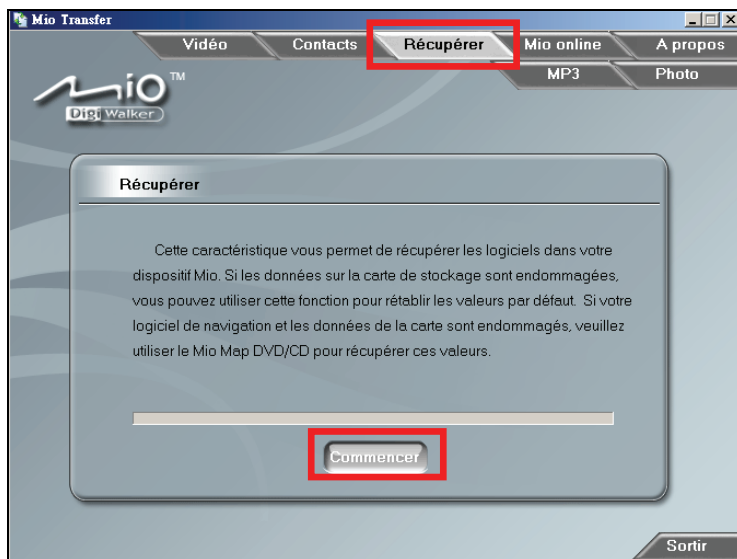 Mio Transfer
Vidéo Contacts Récupérer Mio online A propos
MP3 Photo
Mio TM
DigiWalker
Récupérer
Cette caractéristique vous permet de récupérer les logiciels dans votre
dispositif Mio. Si les données sur la carte de stockage sont endommagées,
vous pouvez utiliser cette fonction pour rétablir les valeurs par défaut. Si votre
logiciel de navigation et les données de la carte sont endommagés, veuillez
utiliser le Mio Map DVD/CD pour récupérer ces valeurs.
Commencer
Sortir